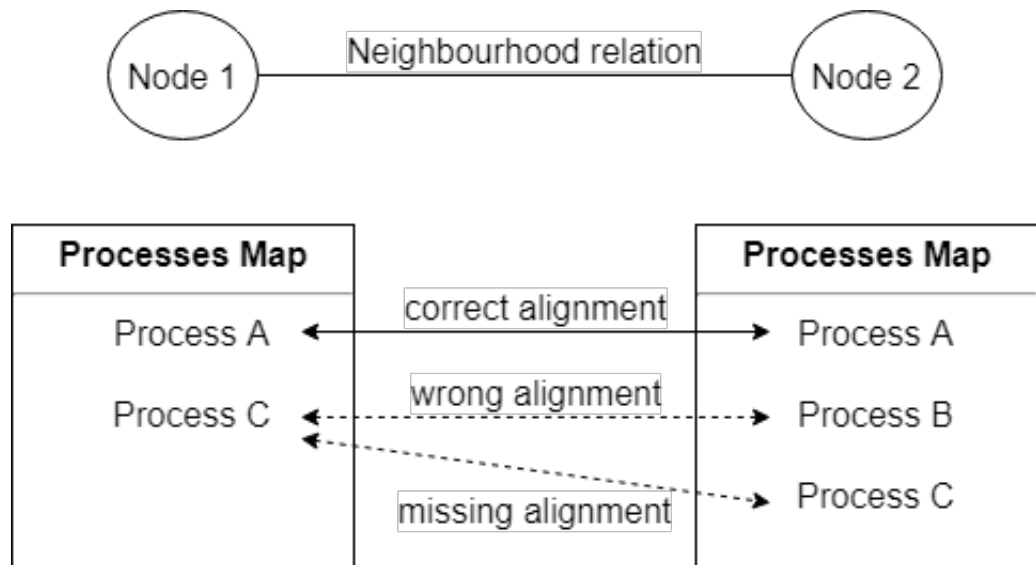 Neighbourhood relation
Node 1
Node 2
Processes Map
Processes Map
correct alignment
Process A
Process A
wrong alignment
Process C
Process B
Process C
missing alignment